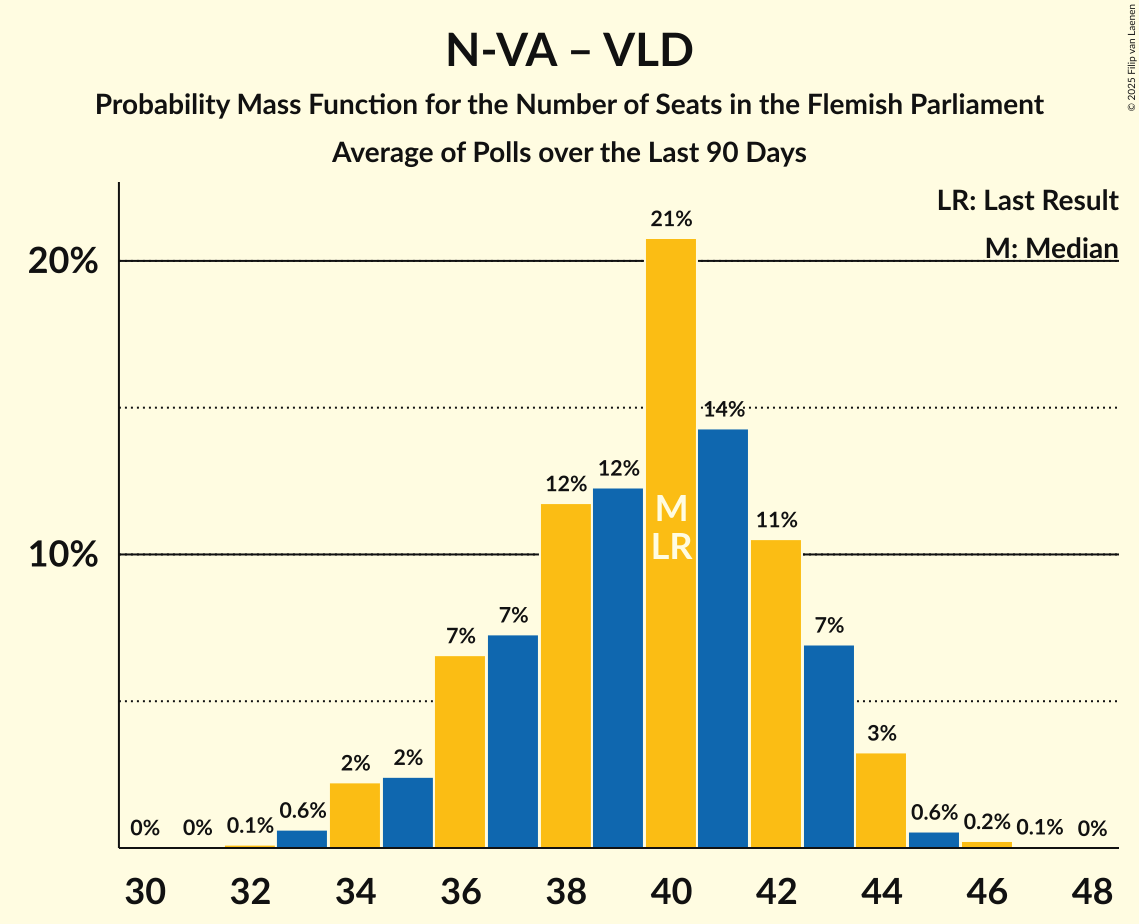 N-VA – VLD
Probability Mass Function for the Number of Seats in the Flemish Parliament
Average of Polls over the Last 90 Days
© 2025 Filip van Laenen
LR: Last Result
M: Median
20%
10%
0%
0%
0.1%
0.6%
2%
2%
7%
7%
12%
12%
21%
14%
11%
7%
3%
0.6%
0.2%
0.1%
0%
M
LR
30 32 34 36 38 40 42 44 46 48